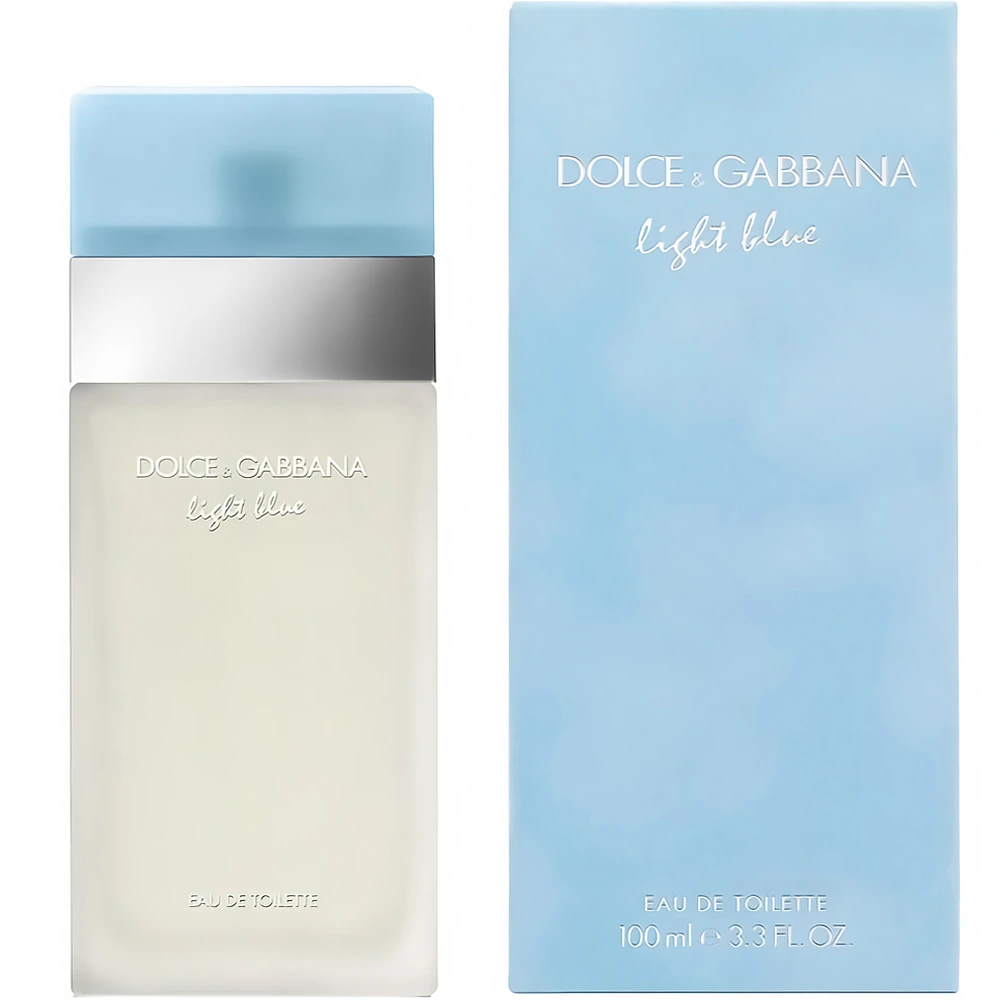 DOLCE & GABBANA
light blue
EAU DE TOILETTE
DOLCE & GABBANA
light blue
EAU DE TOILETTE
100 ml ℮ 3.3 FL. OZ.